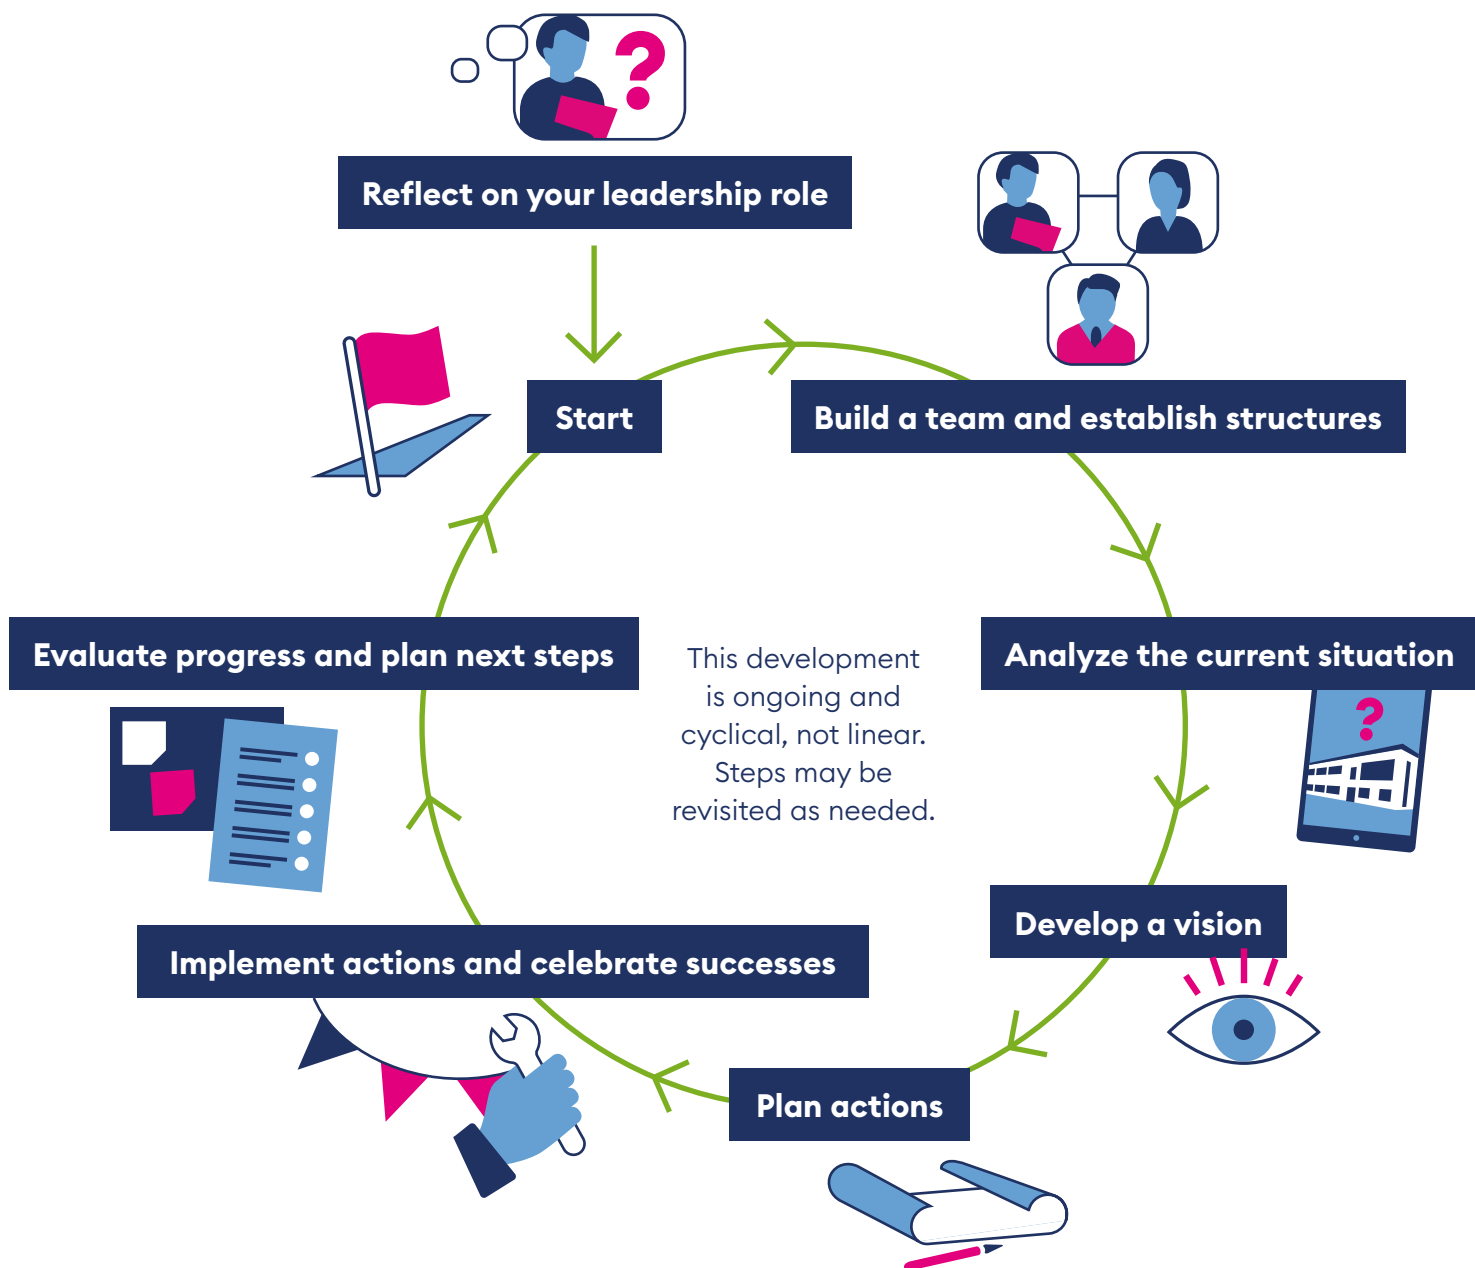 Reflect on your leadership role
Start
Build a team and establish structures
Analyze the current situation
Develop a vision
Plan actions
Implement actions and celebrate successes
Evaluate progress and plan next steps
This development
is ongoing and
cyclical, not linear.
Steps may be
revisited as needed.
?
?